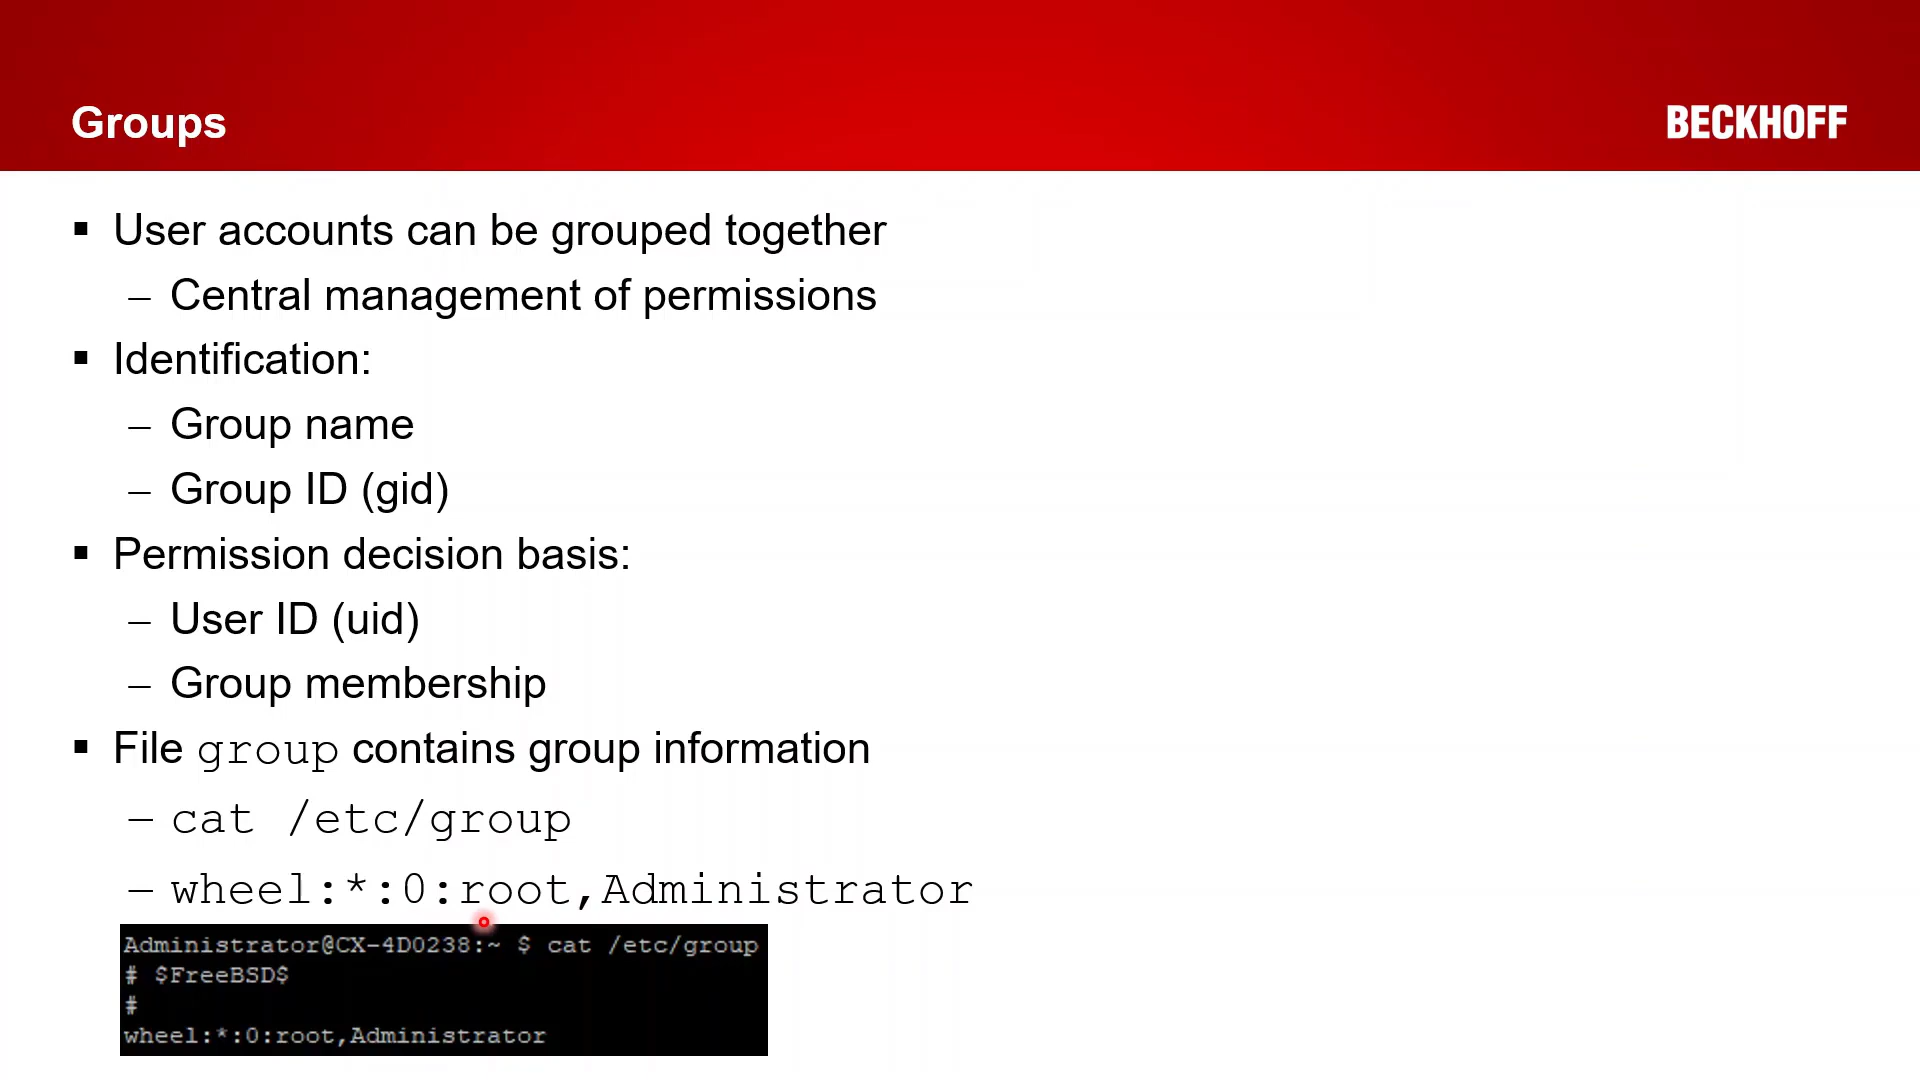 Groups
BECKHOFF
▪ User accounts can be grouped together
– Central management of permissions
▪ Identification:
– Group name
– Group ID (gid)
▪ Permission decision basis:
– User ID (uid)
– Group membership
▪ File group contains group information
– cat /etc/group
– wheel:*:0:root,Administrator
Administrator@CX-4D0238:~ $ cat /etc/group
# $FreeBSD$
#
wheel:*:0:root,Administrator